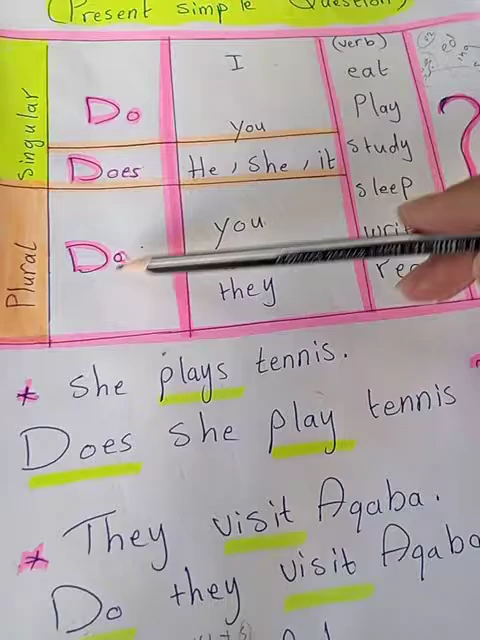 (Present simple Question)
Singular
Do
I
you
Does
He, she, it
Plural
Do
you
they
(verb)
eat
Play
study
sleep
?
* She plays tennis.
Does she play tennis
* They visit Aqaba.
Do they visit Aqaba